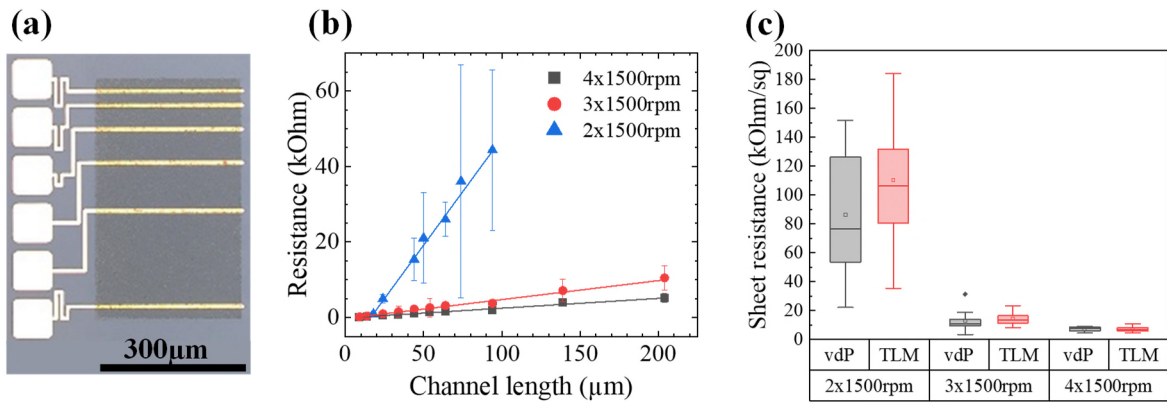 (a)
300µm
(b)
Resistance (kOhm)
60
40
20
0
4x1500rpm
3x1500rpm
2x1500rpm
0 50 100 150 200
Channel length (µm)
(c)
Sheet resistance (kOhm/sq)
200
180
160
140
120
100
80
60
40
20
0
vdP TLM vdP TLM vdP TLM
2x1500rpm 3x1500rpm 4x1500rpm